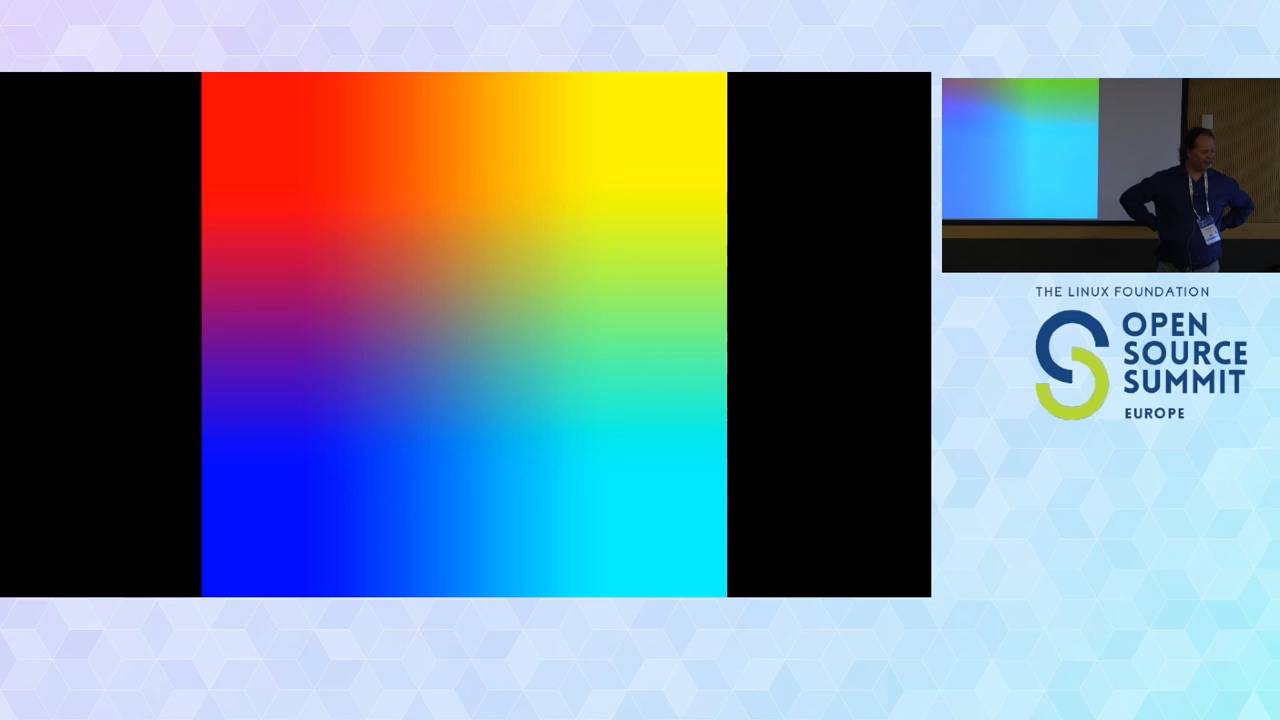 THE LINUX FOUNDATION
OPEN
SOURCE
SUMMIT
EUROPE